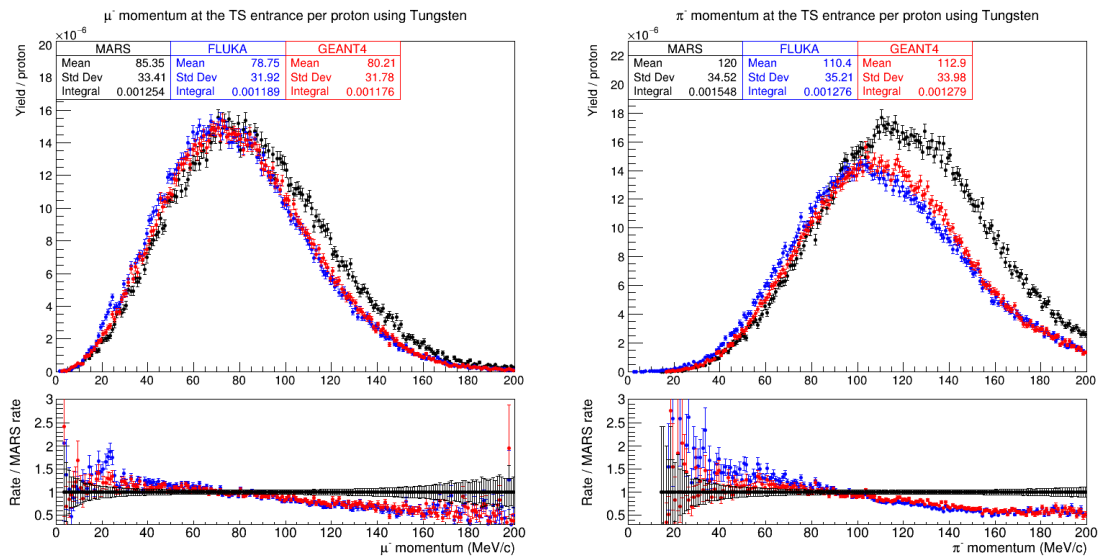 μ⁻ momentum at the TS entrance per proton using Tungsten
×10⁻⁶
Yield / proton
MARS FLUKA GEANT4
Mean 85.35 Mean 78.75 Mean 80.21
Std Dev 33.41 Std Dev 31.92 Std Dev 31.78
Integral 0.001254 Integral 0.001189 Integral 0.001176
20
18
16
14
12
10
8
6
4
2
0
0 20 40 60 80 100 120 140 160 180 200
Rate / MARS rate
3
2.5
2
1.5
1
0.5
0 20 40 60 80 100 120 140 160 180 200
μ⁻ momentum (MeV/c)
π⁻ momentum at the TS entrance per proton using Tungsten
×10⁻⁶
Yield / proton
MARS FLUKA GEANT4
Mean 120 Mean 110.4 Mean 112.9
Std Dev 34.52 Std Dev 35.21 Std Dev 33.98
Integral 0.001548 Integral 0.001276 Integral 0.001279
22
20
18
16
14
12
10
8
6
4
2
0
0 20 40 60 80 100 120 140 160 180 200
Rate / MARS rate
3
2.5
2
1.5
1
0.5
0 20 40 60 80 100 120 140 160 180 200
π⁻ momentum (MeV/c)